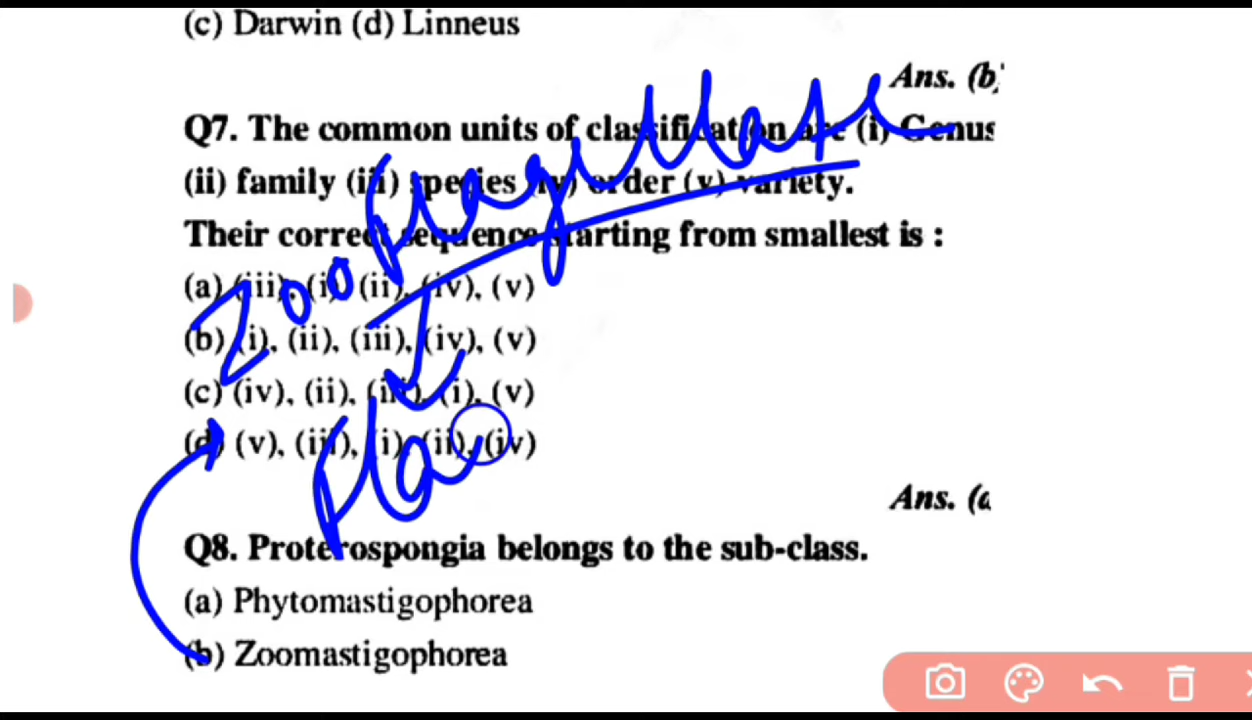 (c) Darwin (d) Linneus
Ans. (b)
Q7. The common units of classification are (i) Genus
(ii) family (iii) species (iv) order (v) variety.
Their correct sequence starting from smallest is :
(a) (iii), (i), (ii), (iv), (v)
(b) (i), (ii), (iii), (iv), (v)
(c) (iv), (ii), (iii), (i), (v)
(d) (v), (iii), (i), (ii), (iv)
Zooflagellate
Fla
Ans. (
Q8. Proterospongia belongs to the sub-class.
(a) Phytomastigophorea
(b) Zoomastigophorea